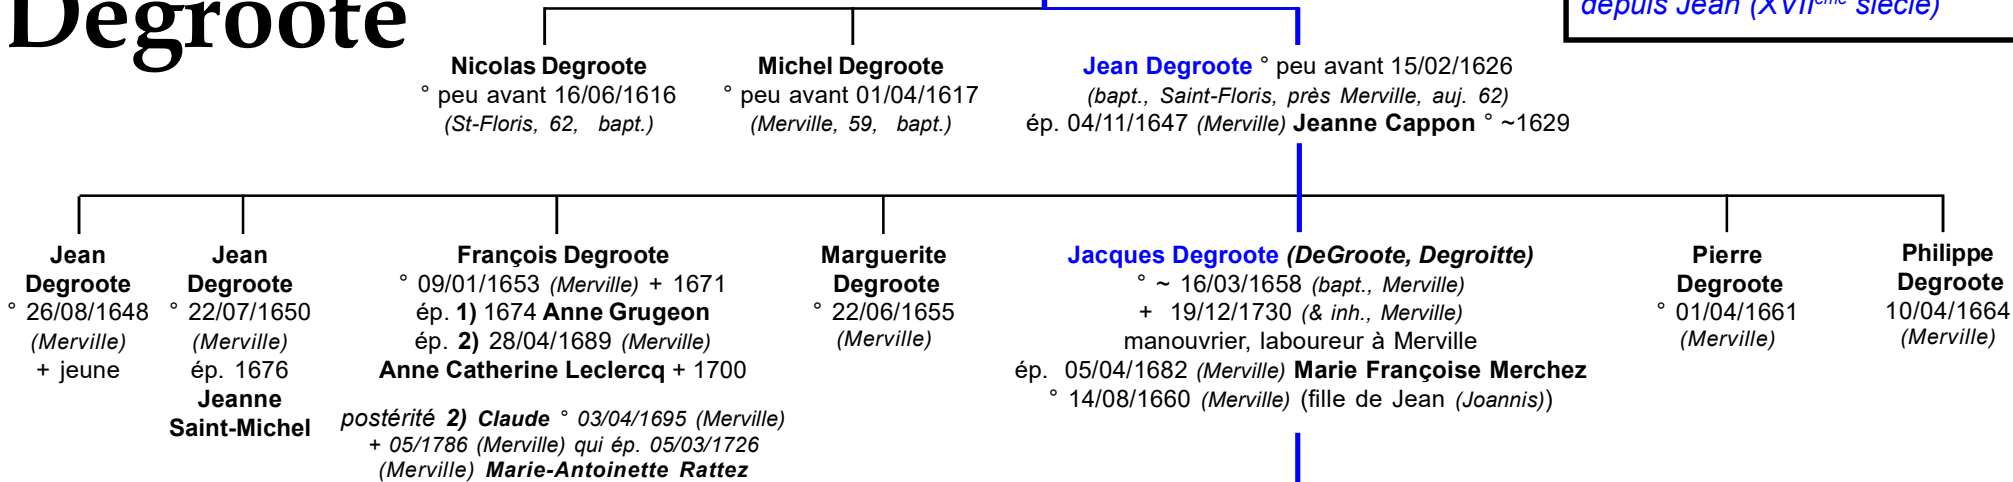 Degroote
depuis Jean (XVIIème siècle)
Nicolas Degroote
° peu avant 16/06/1616
(St-Floris, 62, bapt.)
Michel Degroote
° peu avant 01/04/1617
(Merville, 59, bapt.)
Jean Degroote ° peu avant 15/02/1626
(bapt., Saint-Floris, près Merville, auj. 62)
ép. 04/11/1647 (Merville) Jeanne Cappon ° ~1629
Jean
Degroote
° 26/08/1648
(Merville)
+ jeune
Jean
Degroote
° 22/07/1650
(Merville)
ép. 1676
Jeanne
Saint-Michel
François Degroote
° 09/01/1653 (Merville) + 1671
ép. 1) 1674 Anne Grugeon
ép. 2) 28/04/1689 (Merville)
Anne Catherine Leclercq + 1700
postérité 2) Claude ° 03/04/1695 (Merville)
+ 05/1786 (Merville) qui ép. 05/03/1726
(Merville) Marie-Antoinette Rattez
Marguerite
Degroote
° 22/06/1655
(Merville)
Jacques Degroote (DeGroote, Degroitte)
° ~ 16/03/1658 (bapt., Merville)
+ 19/12/1730 (& inh., Merville)
manouvrier, laboureur à Merville
ép. 05/04/1682 (Merville) Marie Françoise Merchez
° 14/08/1660 (Merville) (fille de Jean (Joannis))
Pierre
Degroote
° 01/04/1661
(Merville)
Philippe
Degroote
10/04/1664
(Merville)